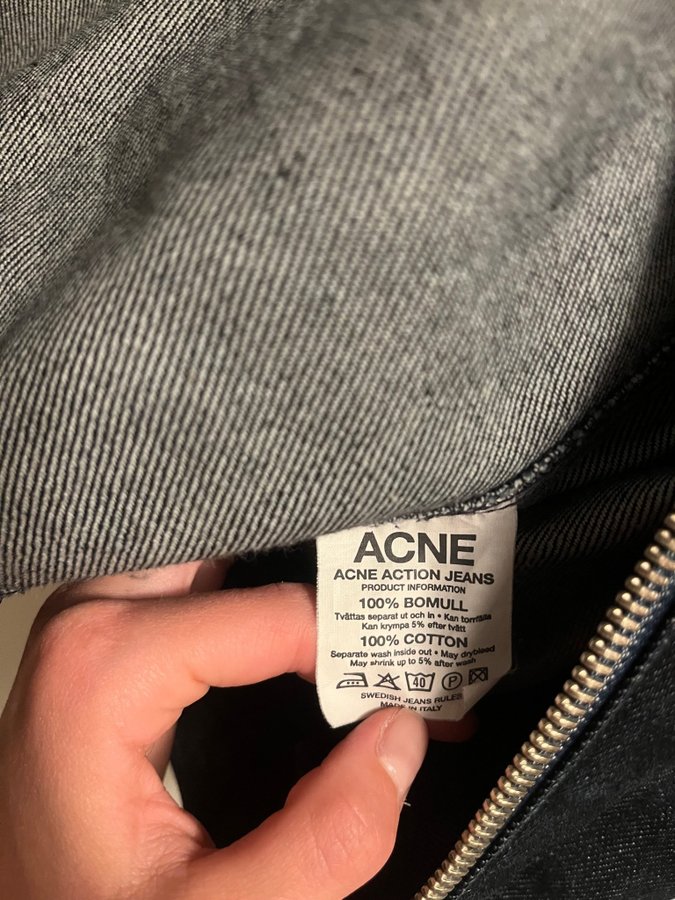 ACNE
ACNE ACTION JEANS
PRODUCT INFORMATION
100% BOMULL
Tvättas separat ut och in • Kan torrfälla
Kan krympa 5% efter tvätt
100% COTTON
Separate wash inside out • May drybleed
May shrink up to 5% after wash
40 P
SWEDISH JEANS RULES
MADE IN ITALY